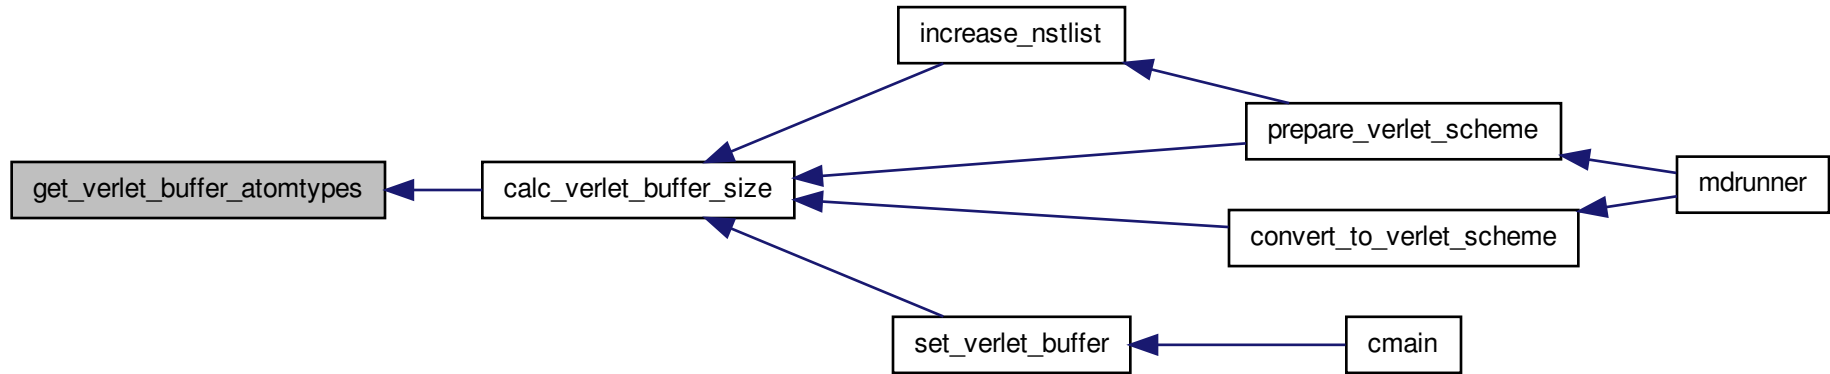 increase_nstlist
prepare_verlet_scheme
get_verlet_buffer_atomtypes
calc_verlet_buffer_size
mdrunner
convert_to_verlet_scheme
set_verlet_buffer
cmain